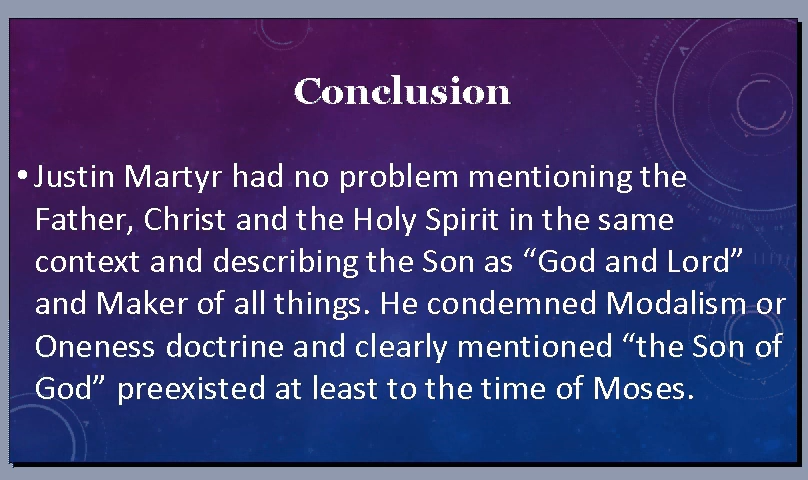 Conclusion
• Justin Martyr had no problem mentioning the
Father, Christ and the Holy Spirit in the same
context and describing the Son as “God and Lord”
and Maker of all things. He condemned Modalism or
Oneness doctrine and clearly mentioned “the Son of
God” preexisted at least to the time of Moses.